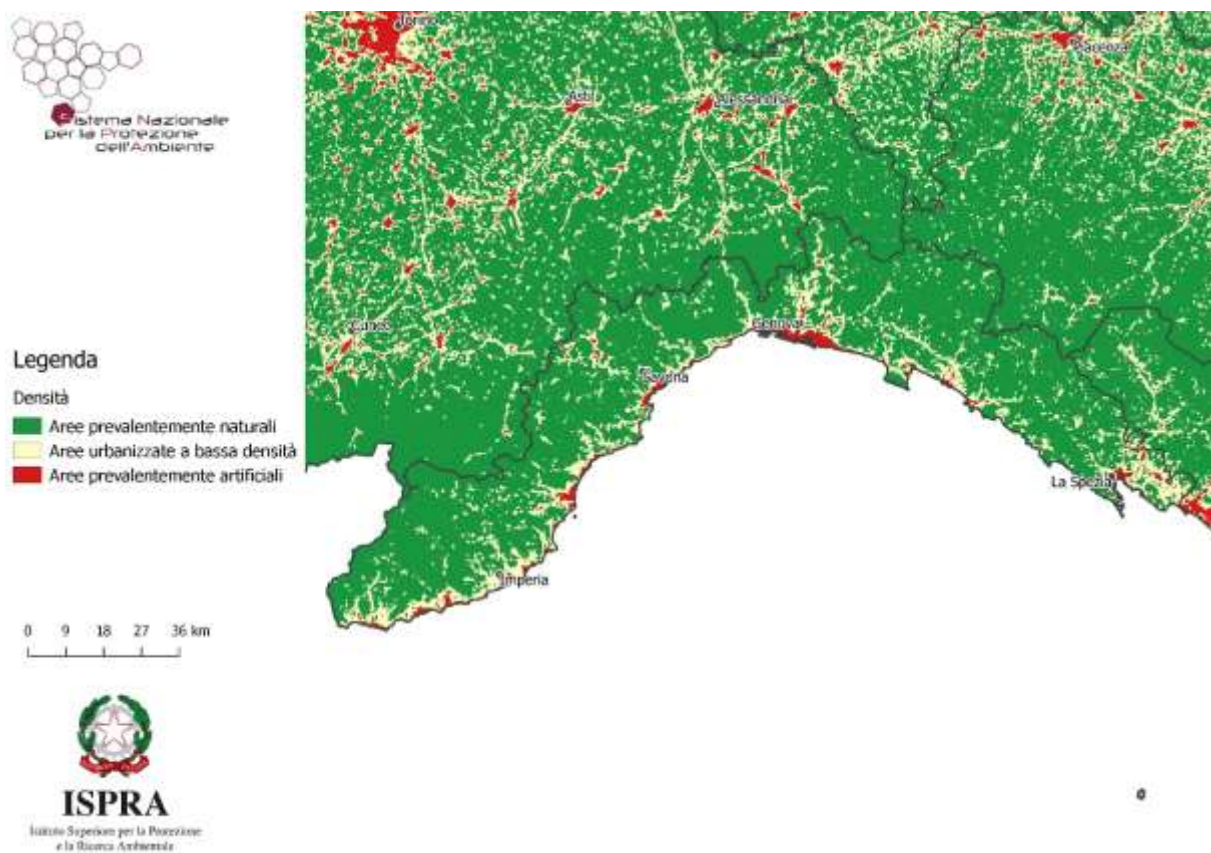 Sistema Nazionale
per la Protezione
dell'Ambiente
Legenda
Densità
Aree prevalentemente naturali
Aree urbanizzate a bassa densità
Aree prevalentemente artificiali
0 9 18 27 36 km
ISPRA
Istituto Superiore per la Protezione
e la Ricerca Ambientale
Torino
Piacenza
Asti
Alessandria
Cuneo
Genova
Savona
La Spezia
Imperia